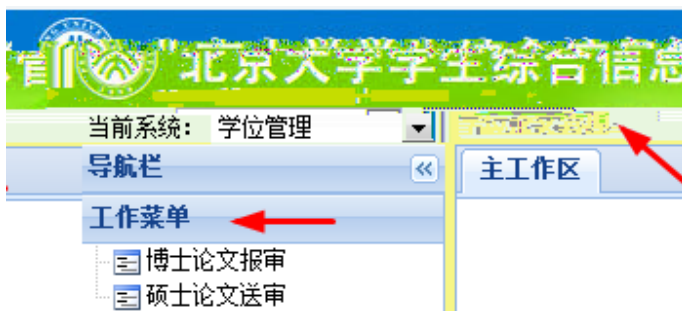 北京大学学生综合信息
当前系统： 学位管理
导航栏
主工作区
工作菜单
博士论文报审
硕士论文送审